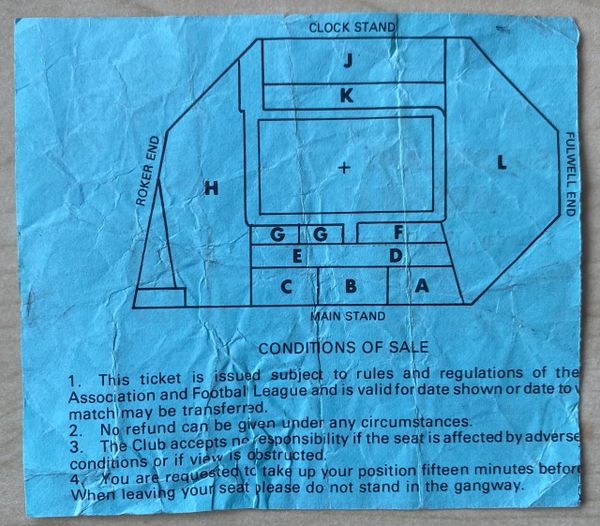 CLOCK STAND
J
K
ROKER END
H
L
FULWELL END
G G F
E D
C B A
MAIN STAND
CONDITIONS OF SALE
1. This ticket is issued subject to rules and regulations of the
Association and Football League and is valid for date shown or date to
match may be transferred.
2. No refund can be given under any circumstances.
3. The Club accepts no responsibility if the seat is affected by adverse
conditions or if view is obstructed.
4. You are requested to take up your position fifteen minutes before
When leaving your seat please do not stand in the gangway.